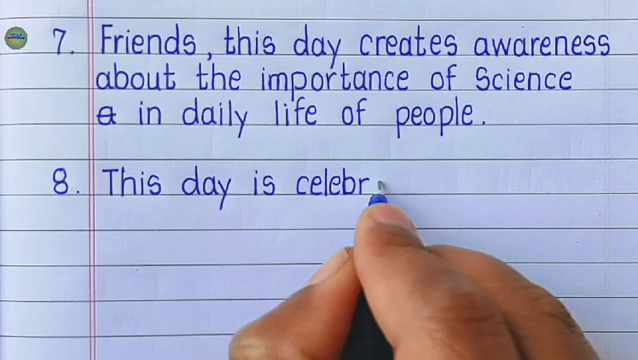 7. Friends, this day creates awareness
about the importance of Science
in daily life of people.
8. This day is celebr